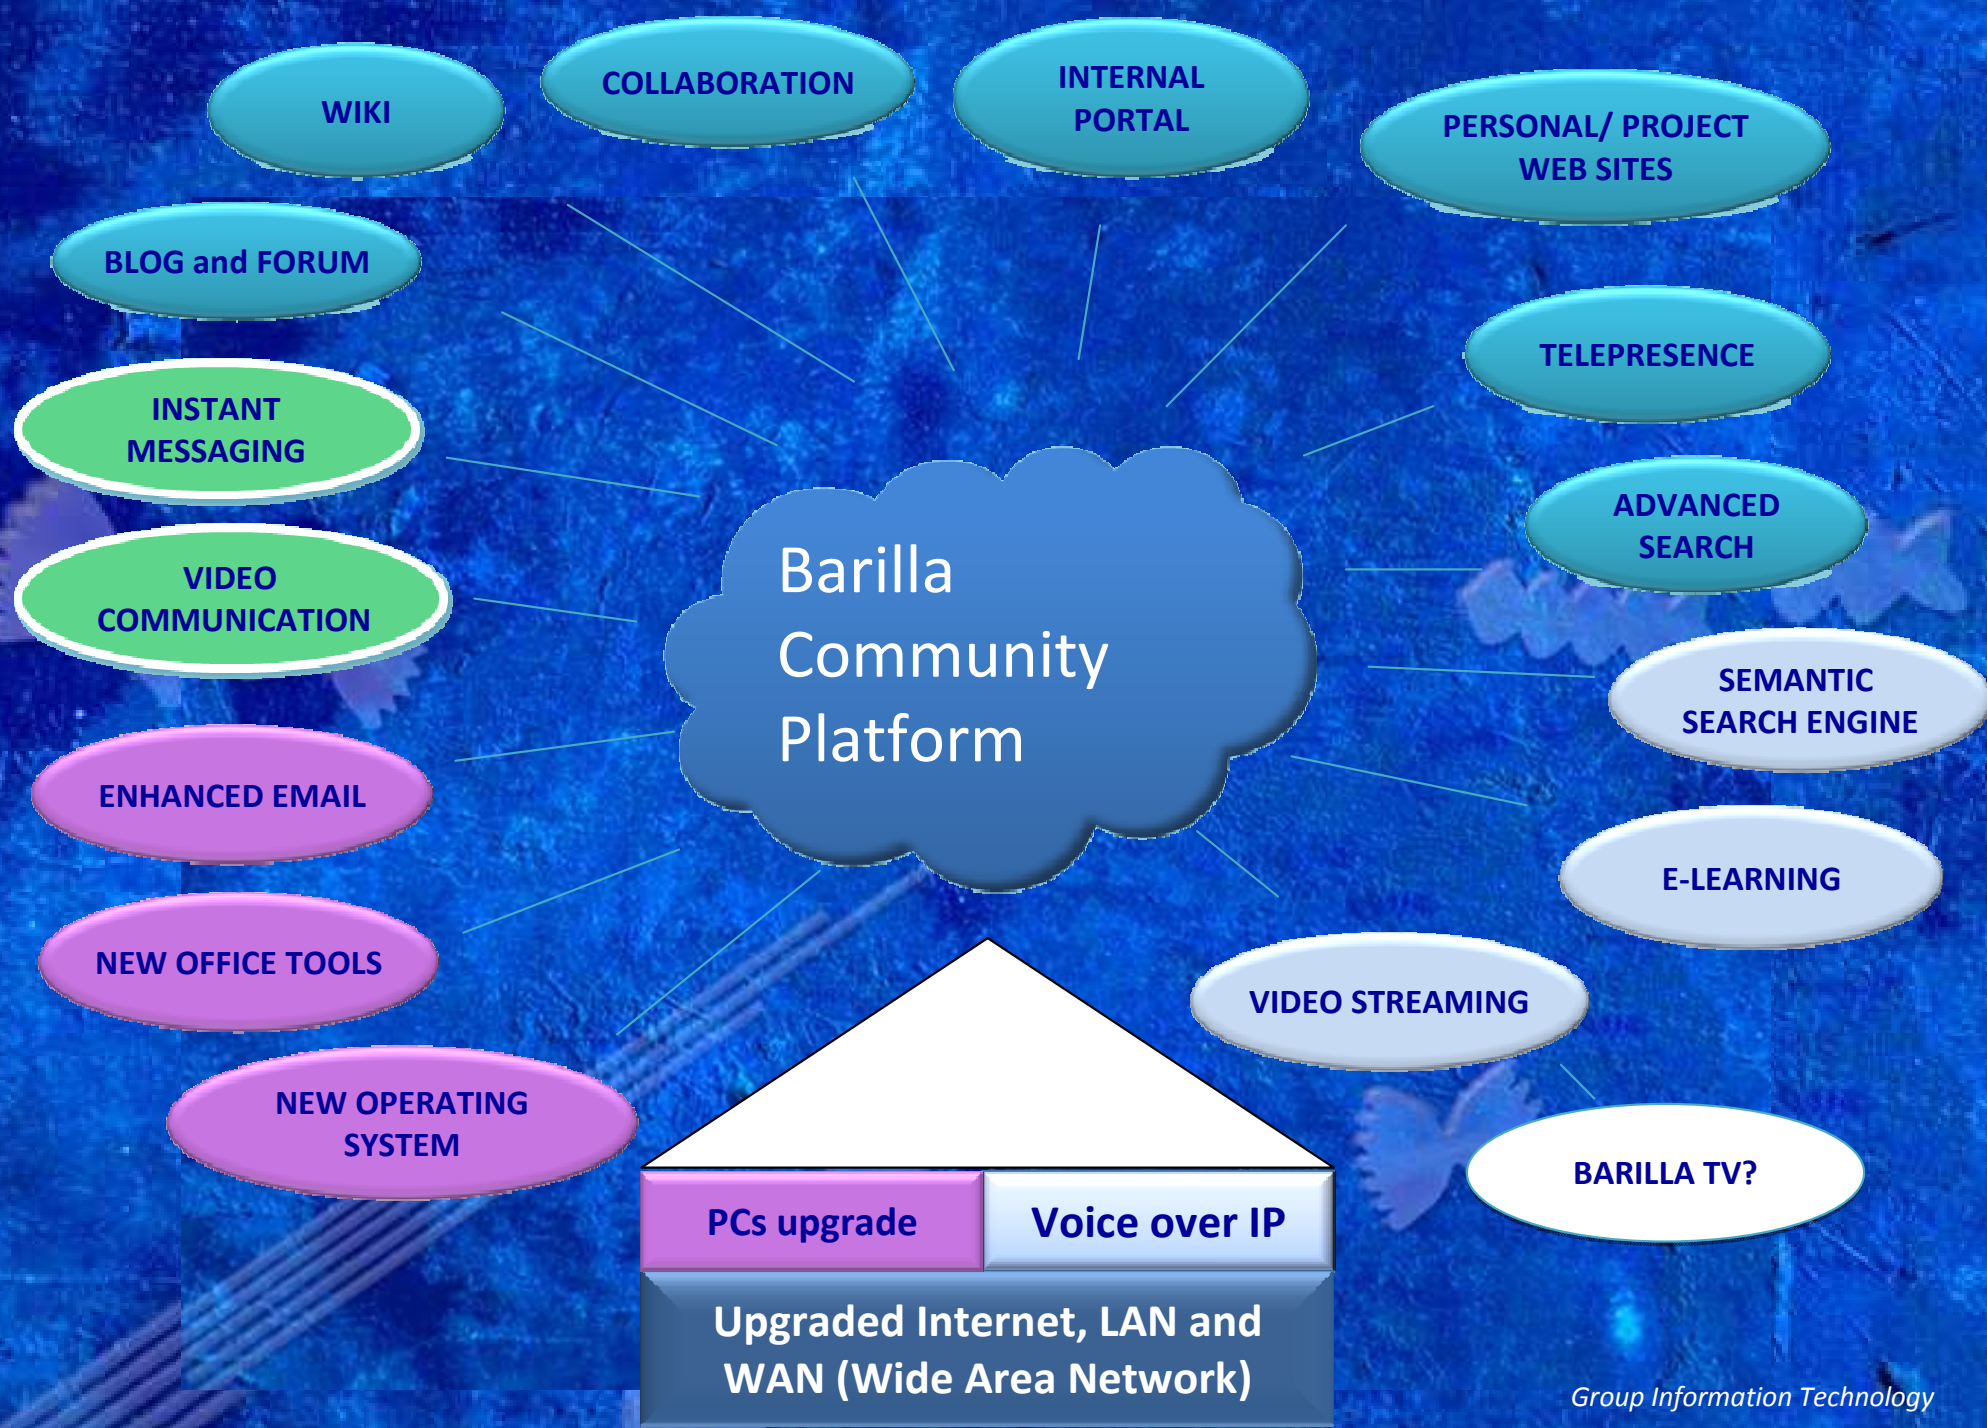 WIKI
COLLABORATION
INTERNAL
PORTAL
PERSONAL/ PROJECT
WEB SITES
BLOG and FORUM
TELEPRESENCE
INSTANT
MESSAGING
ADVANCED
SEARCH
VIDEO
COMMUNICATION
Barilla
Community
Platform
SEMANTIC
SEARCH ENGINE
ENHANCED EMAIL
E-LEARNING
NEW OFFICE TOOLS
VIDEO STREAMING
NEW OPERATING
SYSTEM
BARILLA TV?
PCs upgrade
Voice over IP
Upgraded Internet, LAN and
WAN (Wide Area Network)
Group Information Technology